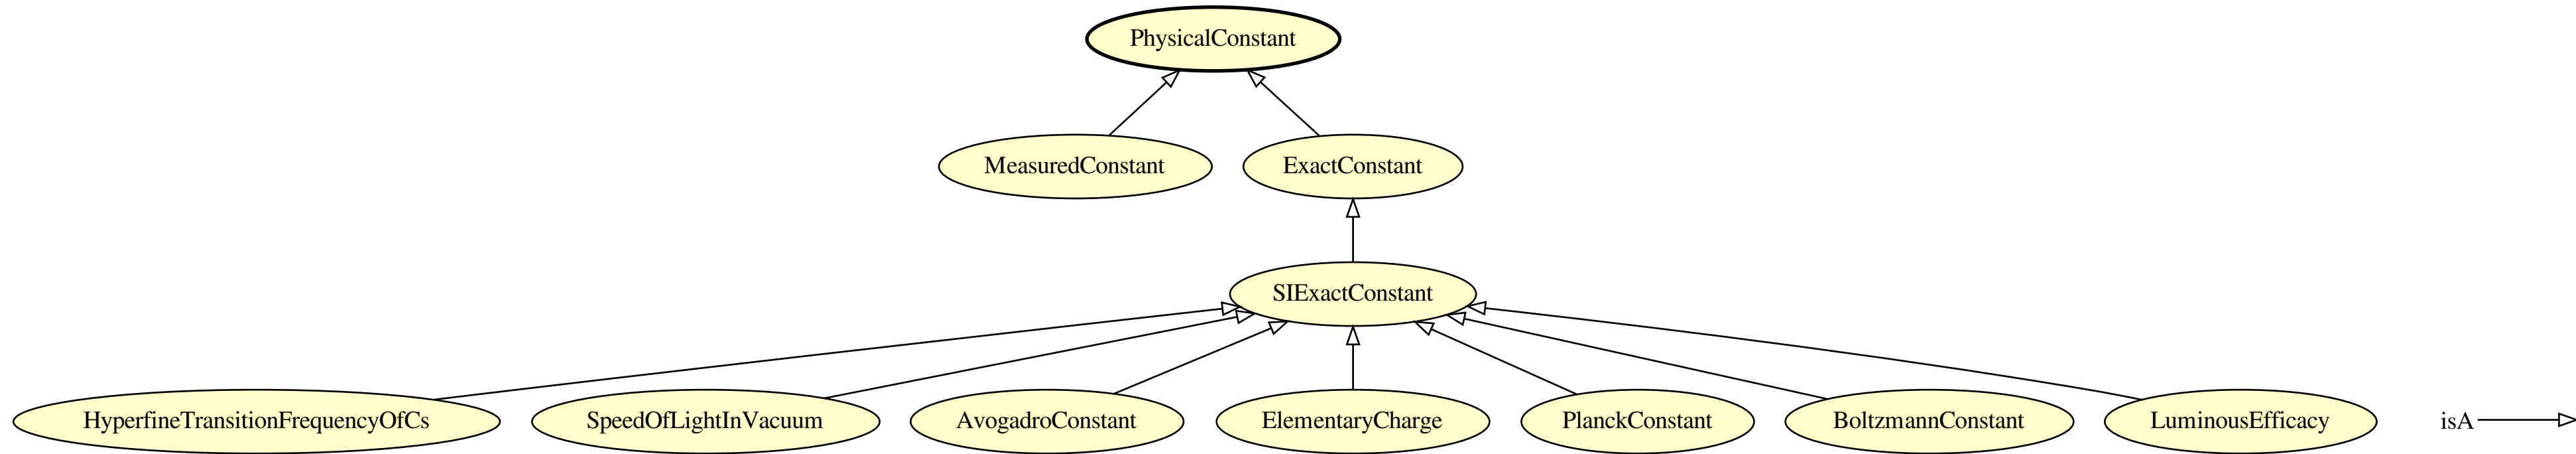 PhysicalConstant
MeasuredConstant
ExactConstant
SIExactConstant
HyperfineTransitionFrequencyOfCs
SpeedOfLightInVacuum
AvogadroConstant
ElementaryCharge
PlanckConstant
BoltzmannConstant
LuminousEfficacy
isA